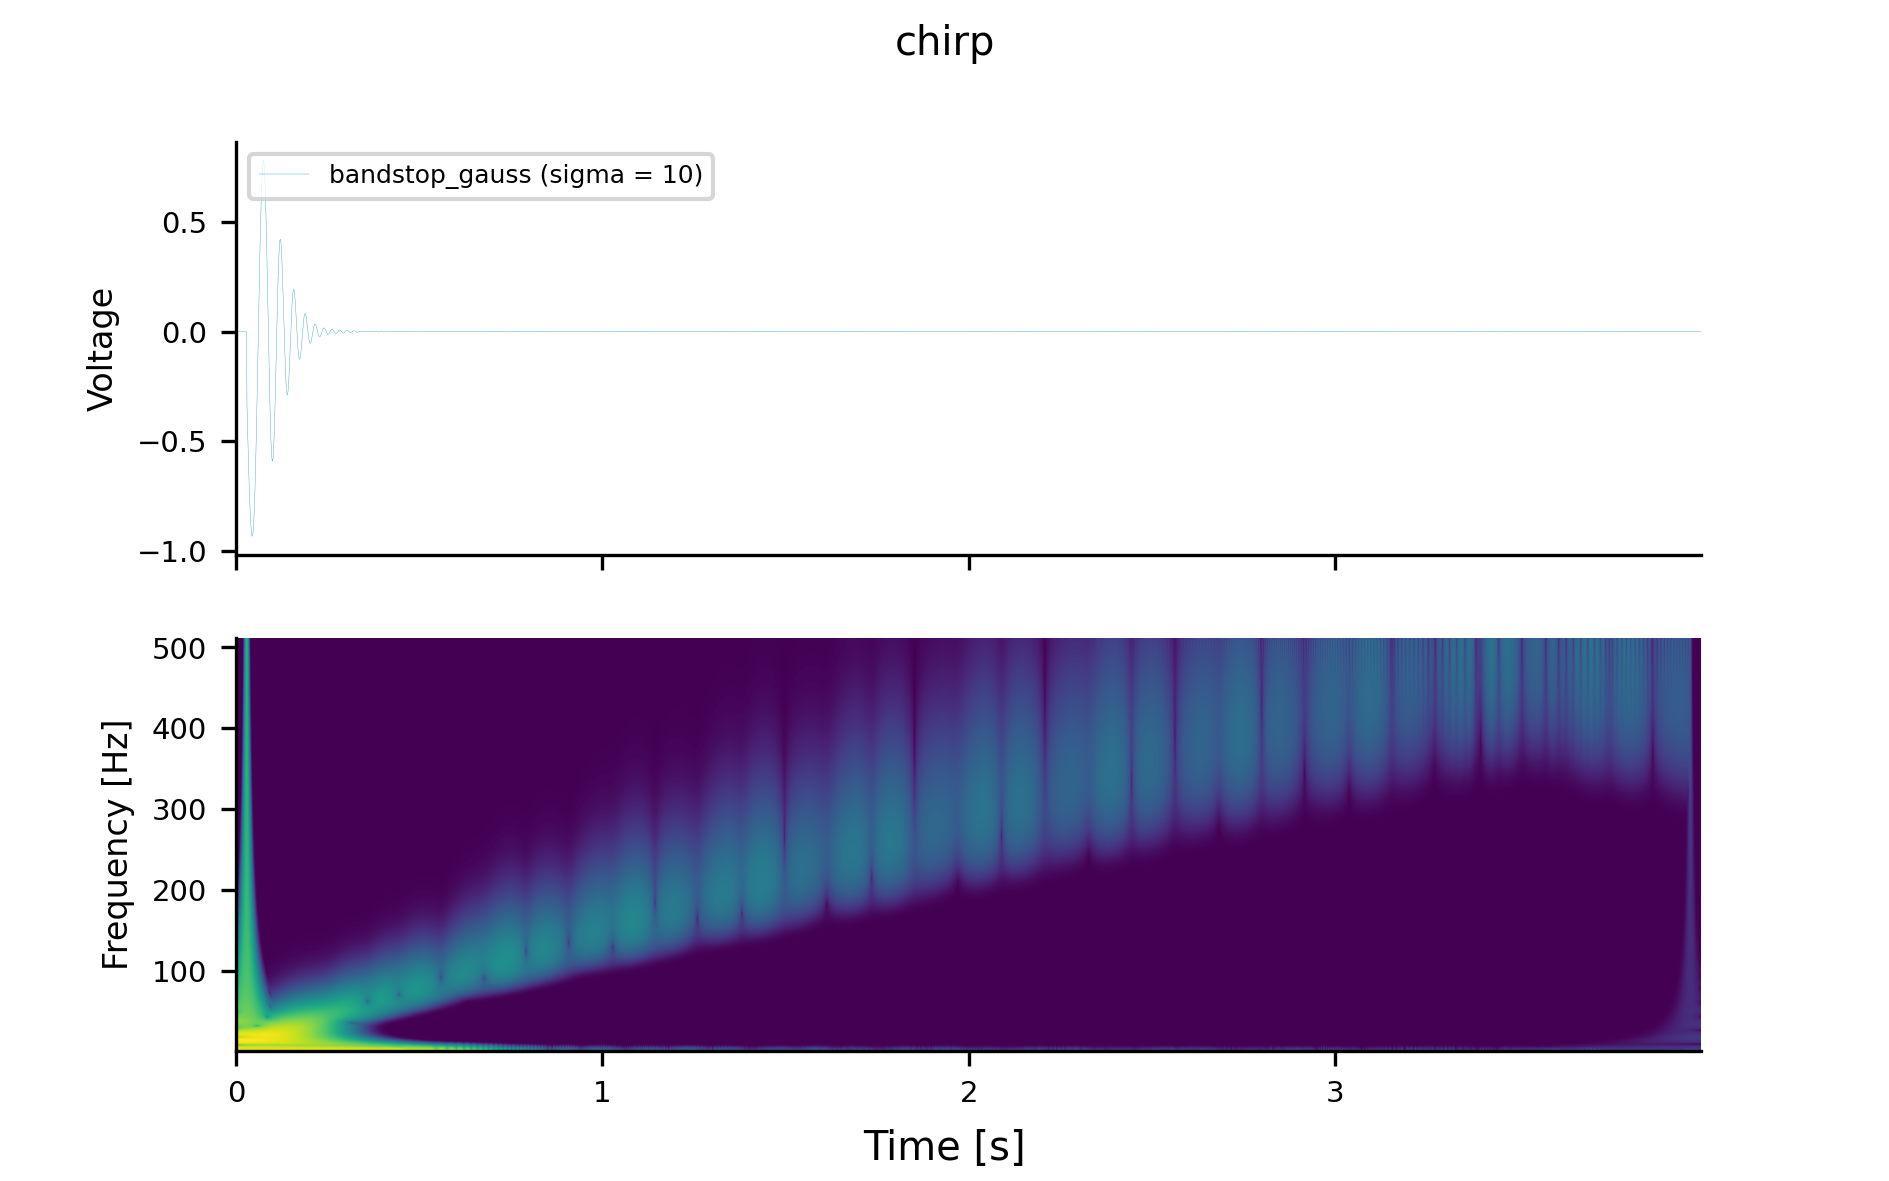 chirp
bandstop_gauss (sigma = 10)
Voltage
0.5
0.0
−0.5
−1.0
Frequency [Hz]
500
400
300
200
100
0 1 2 3
Time [s]